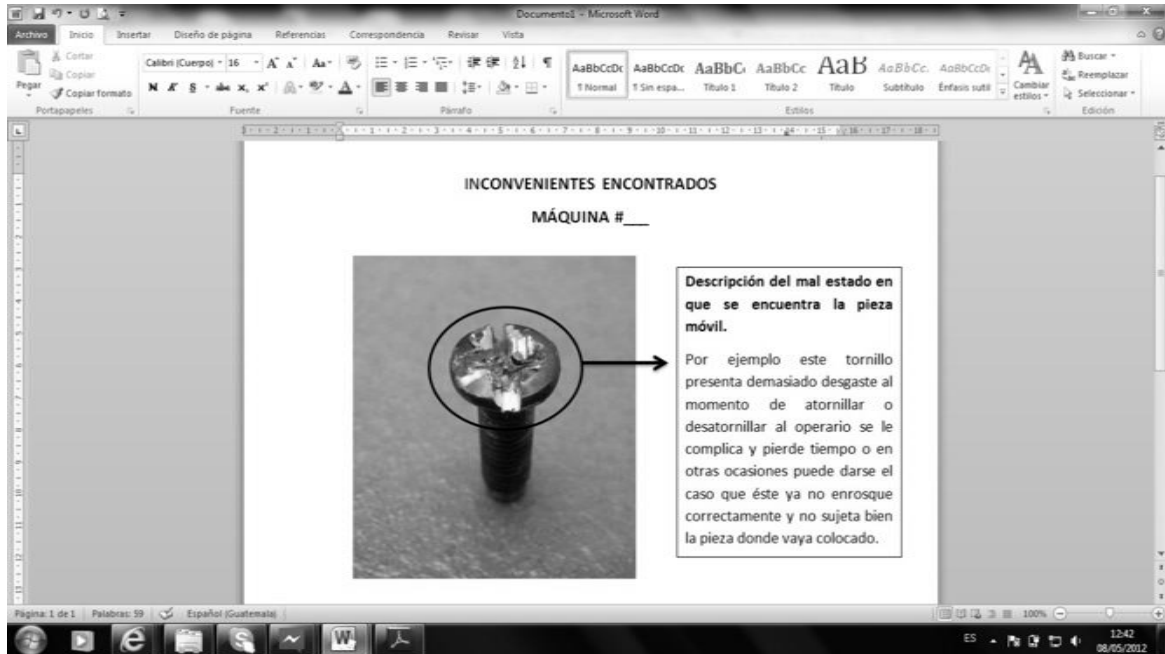 Documento1 - Microsoft Word
Archivo Inicio Insertar Diseño de página Referencias Correspondencia Revisar Vista
Pegar
Cortar
Copiar
Copiar formato
Portapapeles
Calibri (Cuerpo) 16
Fuente
Párrafo
AaBbCcDc AaBbCcDc AaBbC AaBbCc AaB AaBbCc. AaBbCcDc
¶ Normal ¶ Sin espa... Título 1 Título 2 Título Subtítulo Énfasis sutil
Estilos
Cambiar
estilos
Buscar
Reemplazar
Seleccionar
Edición
INCONVENIENTES ENCONTRADOS
MÁQUINA #___
Descripción del mal estado en
que se encuentra la pieza
móvil.
Por ejemplo este tornillo
presenta demasiado desgaste al
momento de atornillar o
desatornillar al operario se le
complica y pierde tiempo o en
otras ocasiones puede darse el
caso que éste ya no enrosque
correctamente y no sujeta bien
la pieza donde vaya colocado.
Página: 1 de 1 Palabras: 59 Español (Guatemala) 100%
ES 12:42
08/05/2012